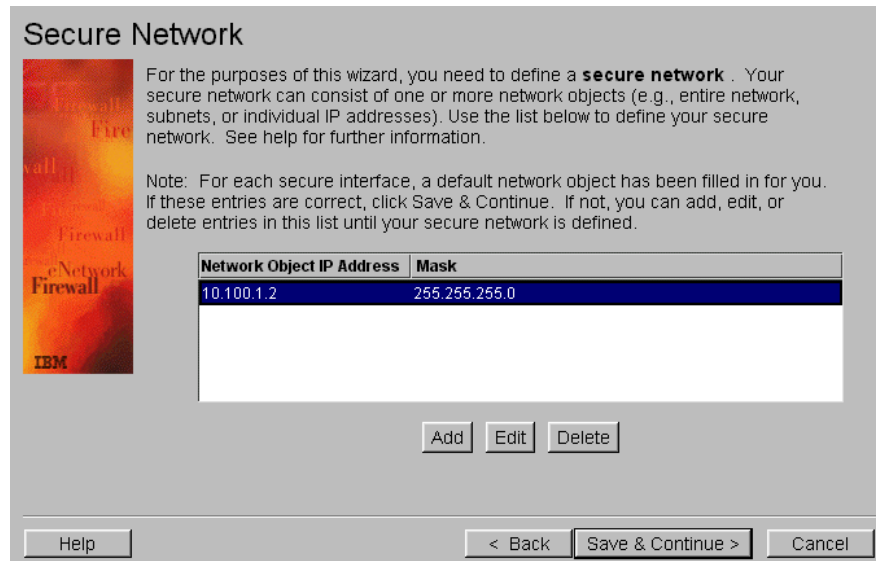 Secure Network
For the purposes of this wizard, you need to define a secure network . Your
secure network can consist of one or more network objects (e.g., entire network,
subnets, or individual IP addresses). Use the list below to define your secure
network. See help for further information.
Note: For each secure interface, a default network object has been filled in for you.
If these entries are correct, click Save & Continue. If not, you can add, edit, or
delete entries in this list until your secure network is defined.
Firewall
Fire
wall
Firewall
Firewall
eNetwork
Firewall
IBM
Network Object IP Address Mask
10.100.1.2 255.255.255.0
Add Edit Delete
Help < Back Save & Continue > Cancel